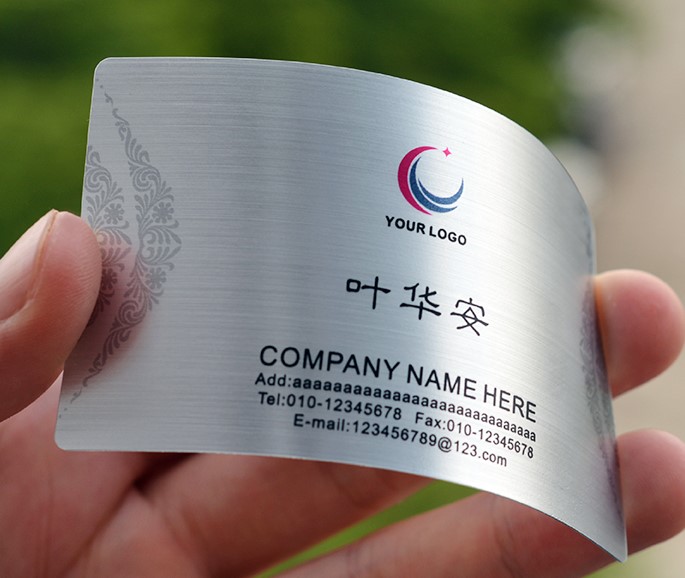 YOUR LOGO
叶华安
COMPANY NAME HERE
Add:aaaaaaaaaaaaaaaaaaaaaaaaaaaa
Tel:010-12345678 Fax:010-12345678
E-mail:123456789@123.com